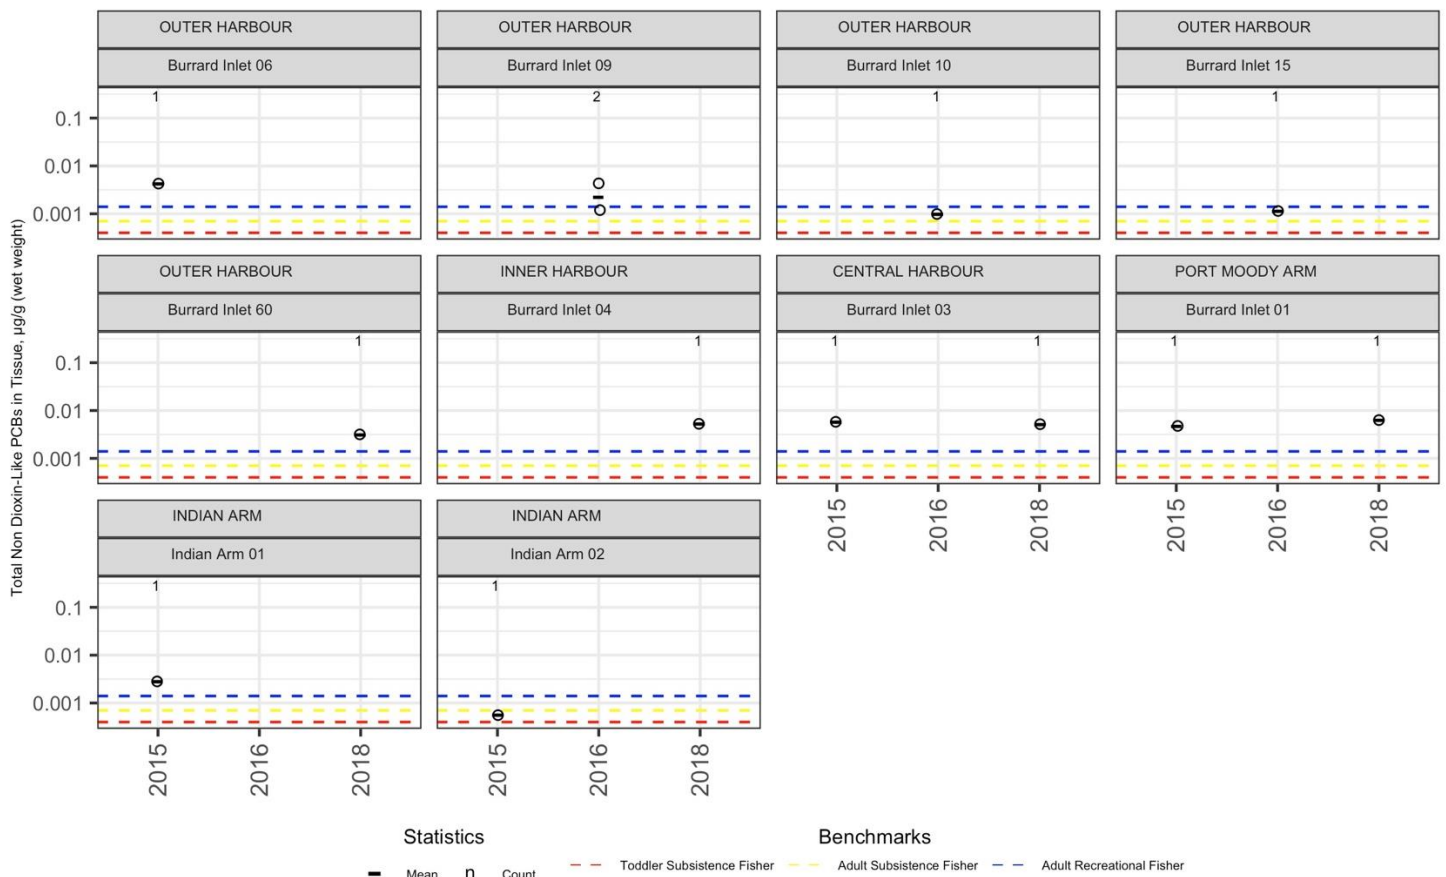 OUTER HARBOUR OUTER HARBOUR OUTER HARBOUR OUTER HARBOUR
Burrard Inlet 06 Burrard Inlet 09 Burrard Inlet 10 Burrard Inlet 15
1 2 1 1
0.1
0.01
0.001
OUTER HARBOUR INNER HARBOUR CENTRAL HARBOUR PORT MOODY ARM
Burrard Inlet 60 Burrard Inlet 04 Burrard Inlet 03 Burrard Inlet 01
1 1 1 1 1 1
0.1
0.01
0.001
2015 2016 2018 2015 2016 2018
INDIAN ARM INDIAN ARM
Indian Arm 01 Indian Arm 02
1 1
0.1
0.01
0.001
2015 2016 2018 2015 2016 2018
Total Non Dioxin-Like PCBs in Tissue, µg/g (wet weight)
Statistics Benchmarks
Mean n Count Toddler Subsistence Fisher Adult Subsistence Fisher Adult Recreational Fisher